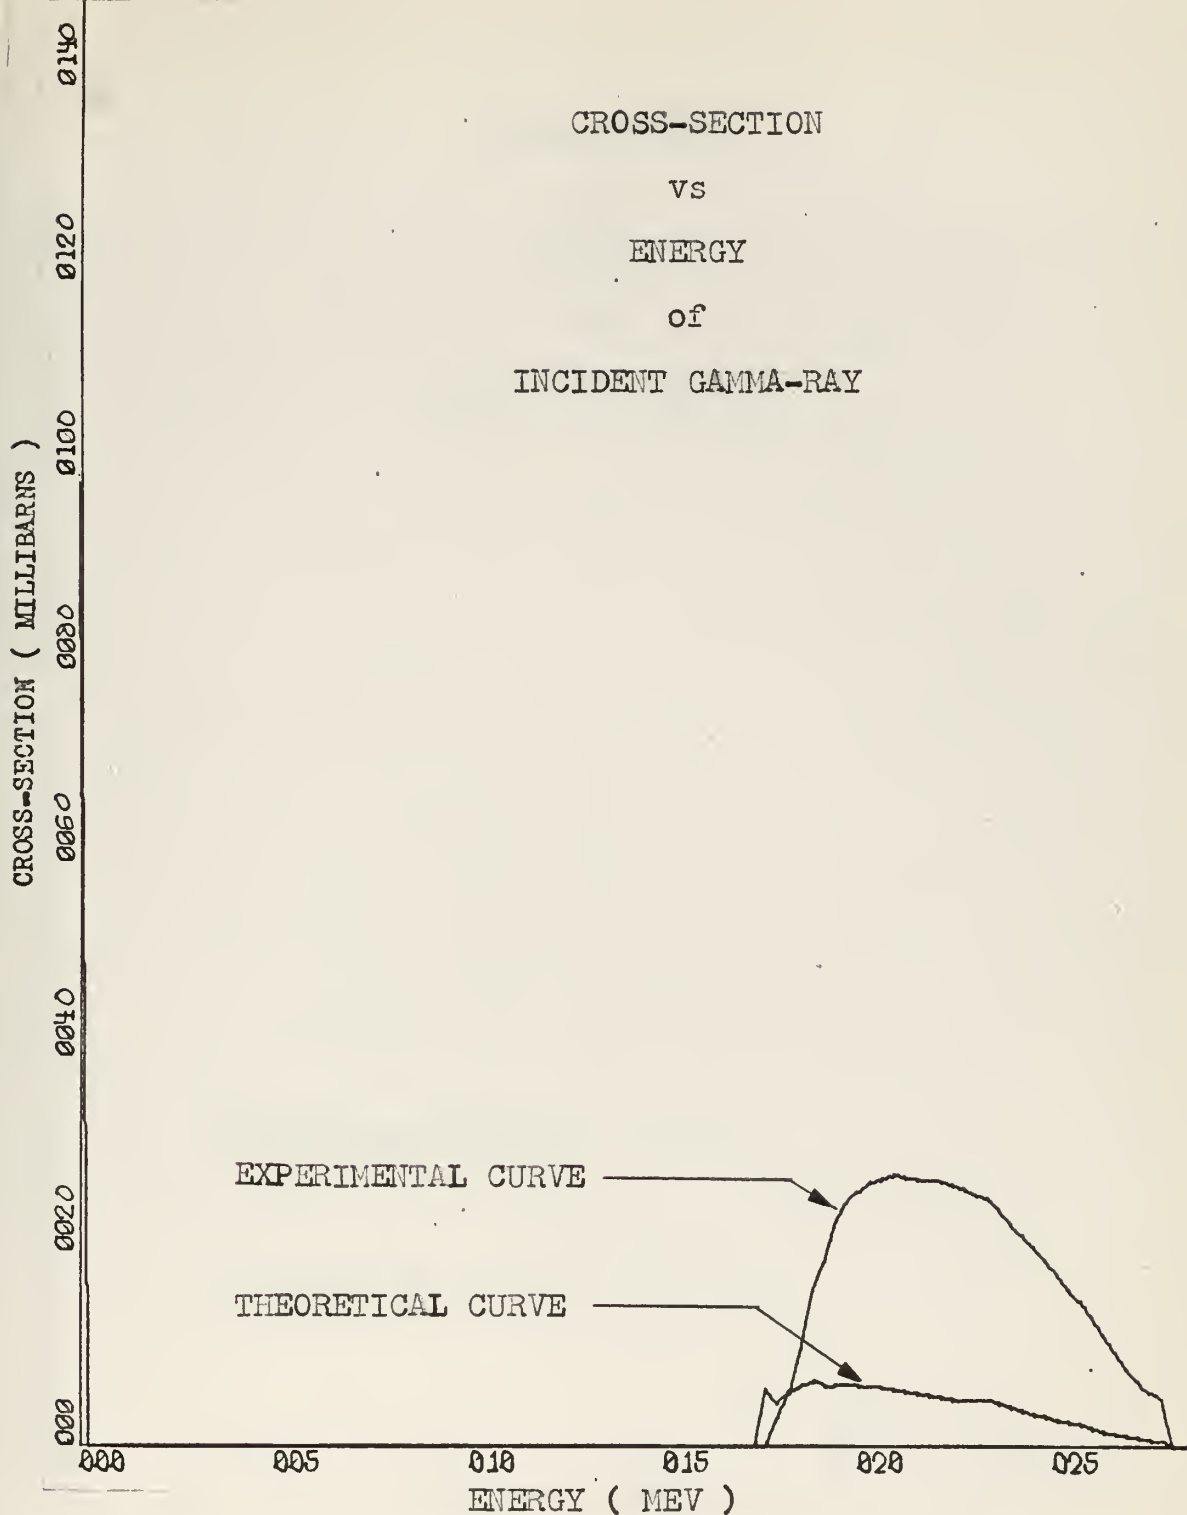 CROSS-SECTION
vs
ENERGY
of
INCIDENT GAMMA-RAY
CROSS-SECTION ( MILLIBARNS )
0140
0120
0100
0080
0060
0040
0020
000
EXPERIMENTAL CURVE
THEORETICAL CURVE
000 005 010 015 020 025
ENERGY ( MEV )